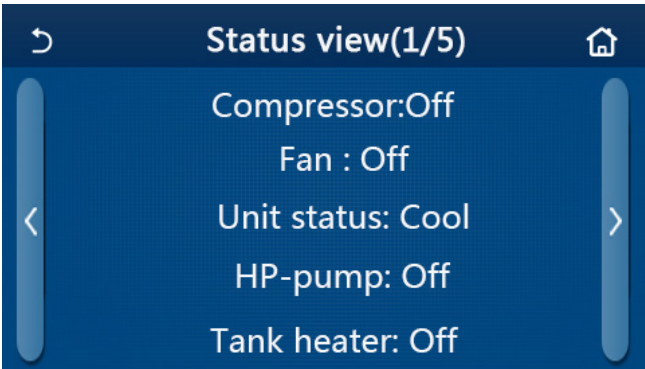 Status view(1/5)
Compressor:Off
Fan : Off
Unit status: Cool
HP-pump: Off
Tank heater: Off